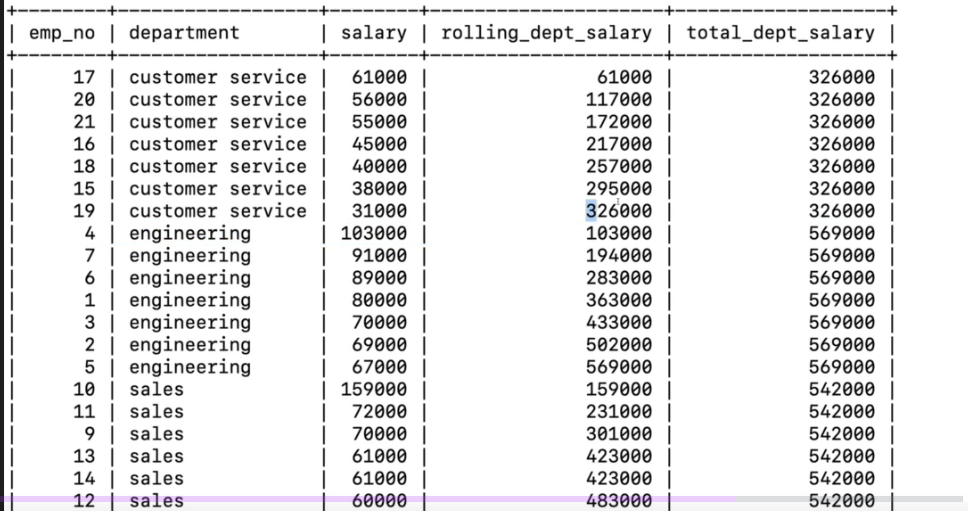 +--------+------------------+--------+---------------------+-------------------+
| emp_no | department       | salary | rolling_dept_salary | total_dept_salary |
+--------+------------------+--------+---------------------+-------------------+
|     17 | customer service |  61000 |               61000 |            326000 |
|     20 | customer service |  56000 |              117000 |            326000 |
|     21 | customer service |  55000 |              172000 |            326000 |
|     16 | customer service |  45000 |              217000 |            326000 |
|     18 | customer service |  40000 |              257000 |            326000 |
|     15 | customer service |  38000 |              295000 |            326000 |
|     19 | customer service |  31000 |              326000 |            326000 |
|      4 | engineering      | 103000 |              103000 |            569000 |
|      7 | engineering      |  91000 |              194000 |            569000 |
|      6 | engineering      |  89000 |              283000 |            569000 |
|      1 | engineering      |  80000 |              363000 |            569000 |
|      3 | engineering      |  70000 |              433000 |            569000 |
|      2 | engineering      |  69000 |              502000 |            569000 |
|      5 | engineering      |  67000 |              569000 |            569000 |
|     10 | sales            | 159000 |              159000 |            542000 |
|     11 | sales            |  72000 |              231000 |            542000 |
|      9 | sales            |  70000 |              301000 |            542000 |
|     13 | sales            |  61000 |              423000 |            542000 |
|     14 | sales            |  61000 |              423000 |            542000 |
|     12 | sales            |  60000 |              483000 |            542000 |